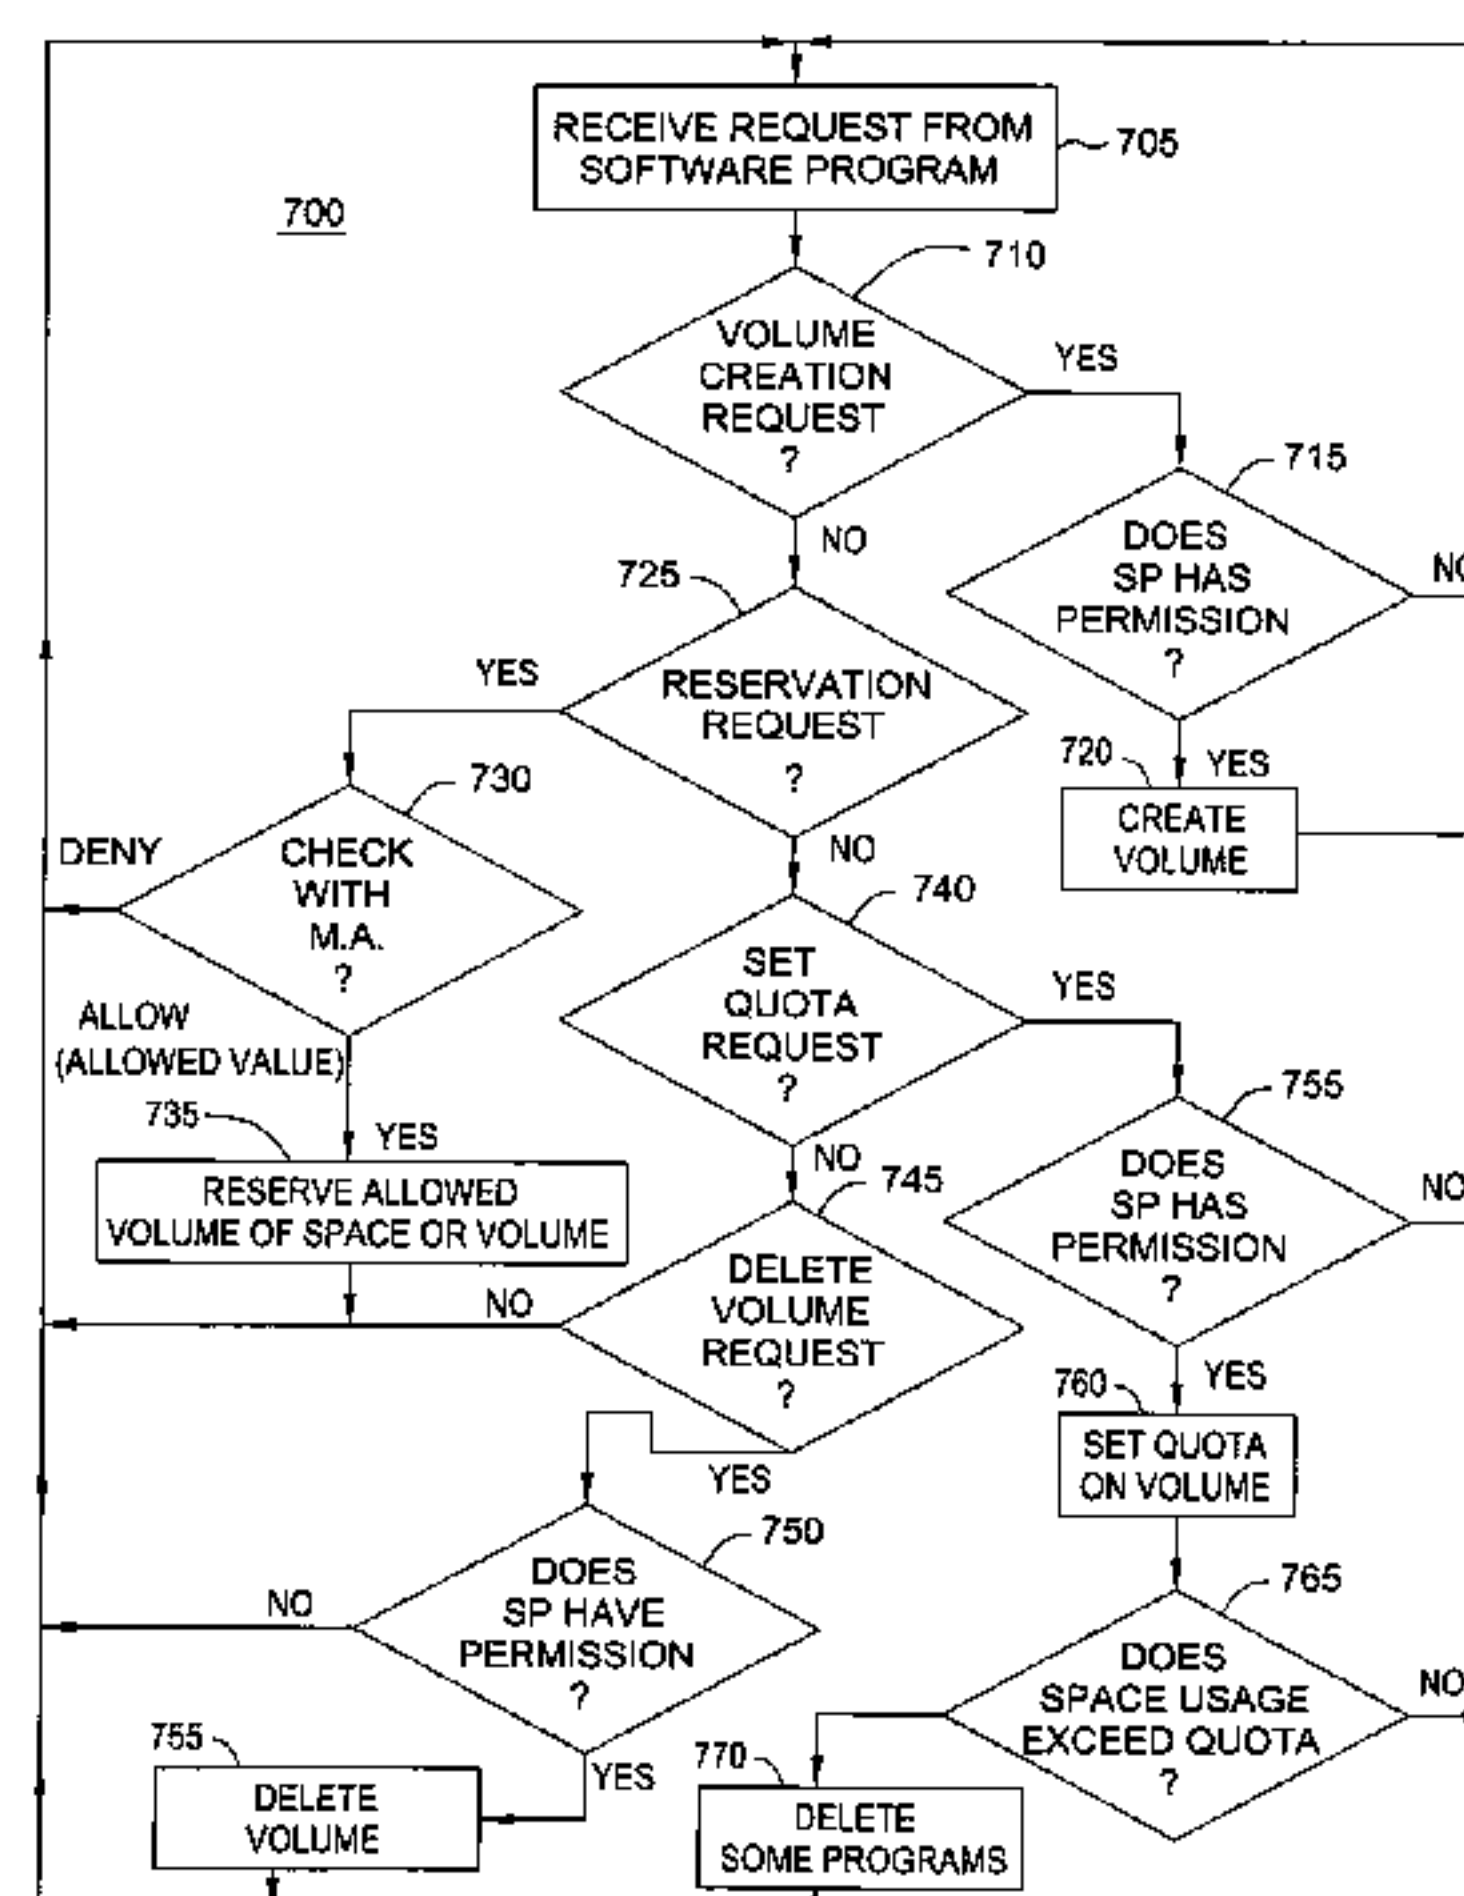 RECEIVE REQUEST FROM
SOFTWARE PROGRAM
705
700
710
VOLUME
CREATION
REQUEST
?
YES
715
NO
DOES
SP HAS
PERMISSION
?
NO
725
YES
RESERVATION
REQUEST
?
720
YES
CREATE
VOLUME
730
DENY
CHECK
WITH
M.A.
?
NO
740
SET
QUOTA
REQUEST
?
YES
ALLOW
(ALLOWED VALUE)
755
735
YES
RESERVE ALLOWED
VOLUME OF SPACE OR VOLUME
NO
745
DOES
SP HAS
PERMISSION
?
NO
DELETE
VOLUME
REQUEST
?
NO
YES
760
YES
SET QUOTA
ON VOLUME
750
DOES
SP HAVE
PERMISSION
?
NO
765
DOES
SPACE USAGE
EXCEED QUOTA
?
NO
755
YES
DELETE
VOLUME
770
DELETE
SOME PROGRAMS